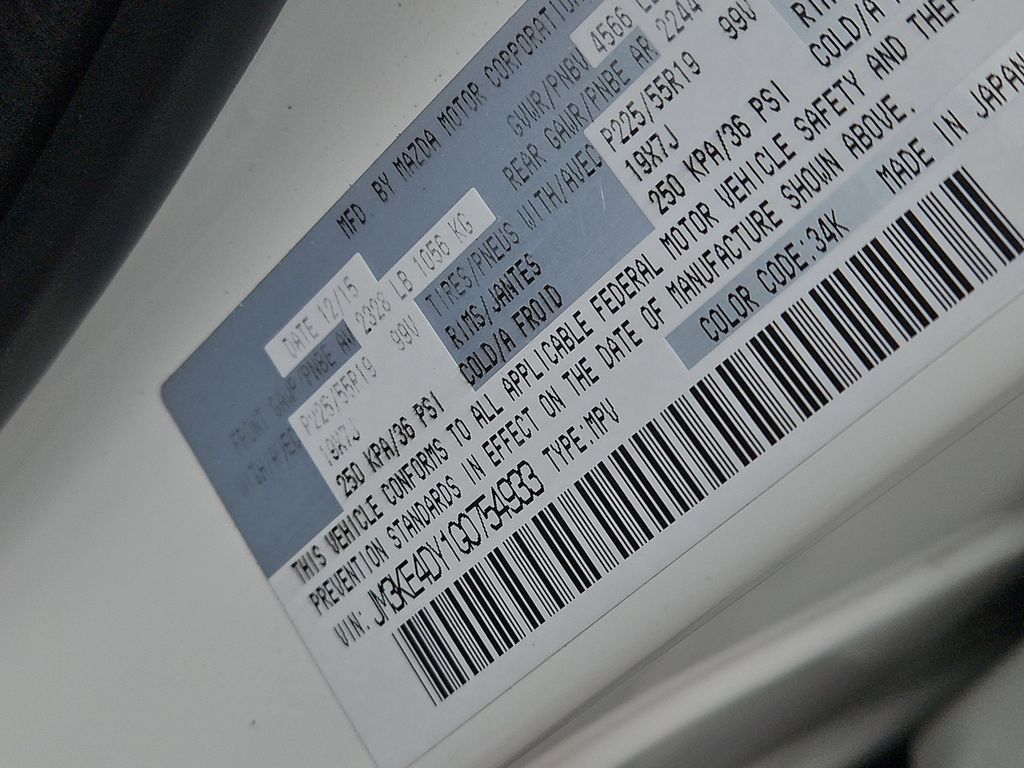 MFD. BY MAZDA MOTOR CORPORATION
DATE 12/15 GVWR/PNBV 4566 LB
FRONT GAWR/PNBE AV 2328 LB 1056 KG REAR GAWR/PNBE AR 2244
P225/55R19 99V TIRES/PNEUS WITH/AVEC P225/55R19 99V
19X7J RIMS/JANTES 19X7J
250 KPA/36 PSI COLD/A FROID 250 KPA/36 PSI COLD/A
THIS VEHICLE CONFORMS TO ALL APPLICABLE FEDERAL MOTOR VEHICLE SAFETY AND
PREVENTION STANDARDS IN EFFECT ON THE DATE OF MANUFACTURE SHOWN ABOVE.
VIN: JM3KE4DY1G0754933 TYPE:MPV COLOR CODE:34K MADE IN JAPAN